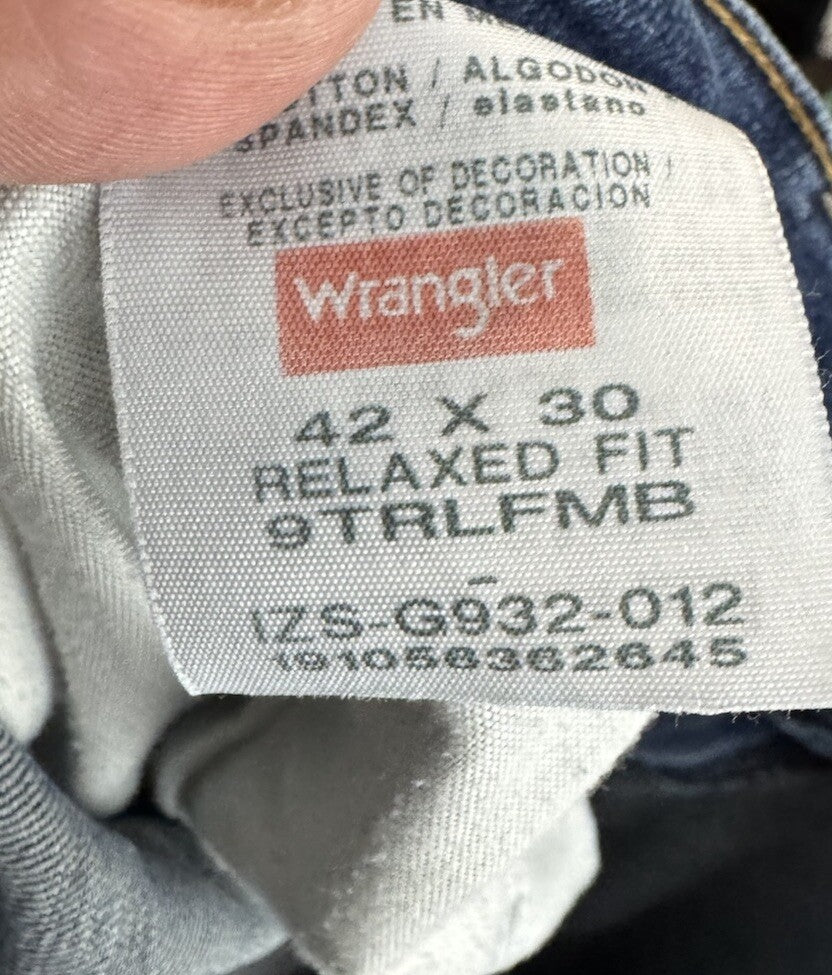 EN
COTTON / ALGODON
SPANDEX / elastano
EXCLUSIVE OF DECORATION /
EXCEPTO DECORACION
Wrangler
42 X 30
RELAXED FIT
9TRLFMB
-
IZS-G932-012
191056362645